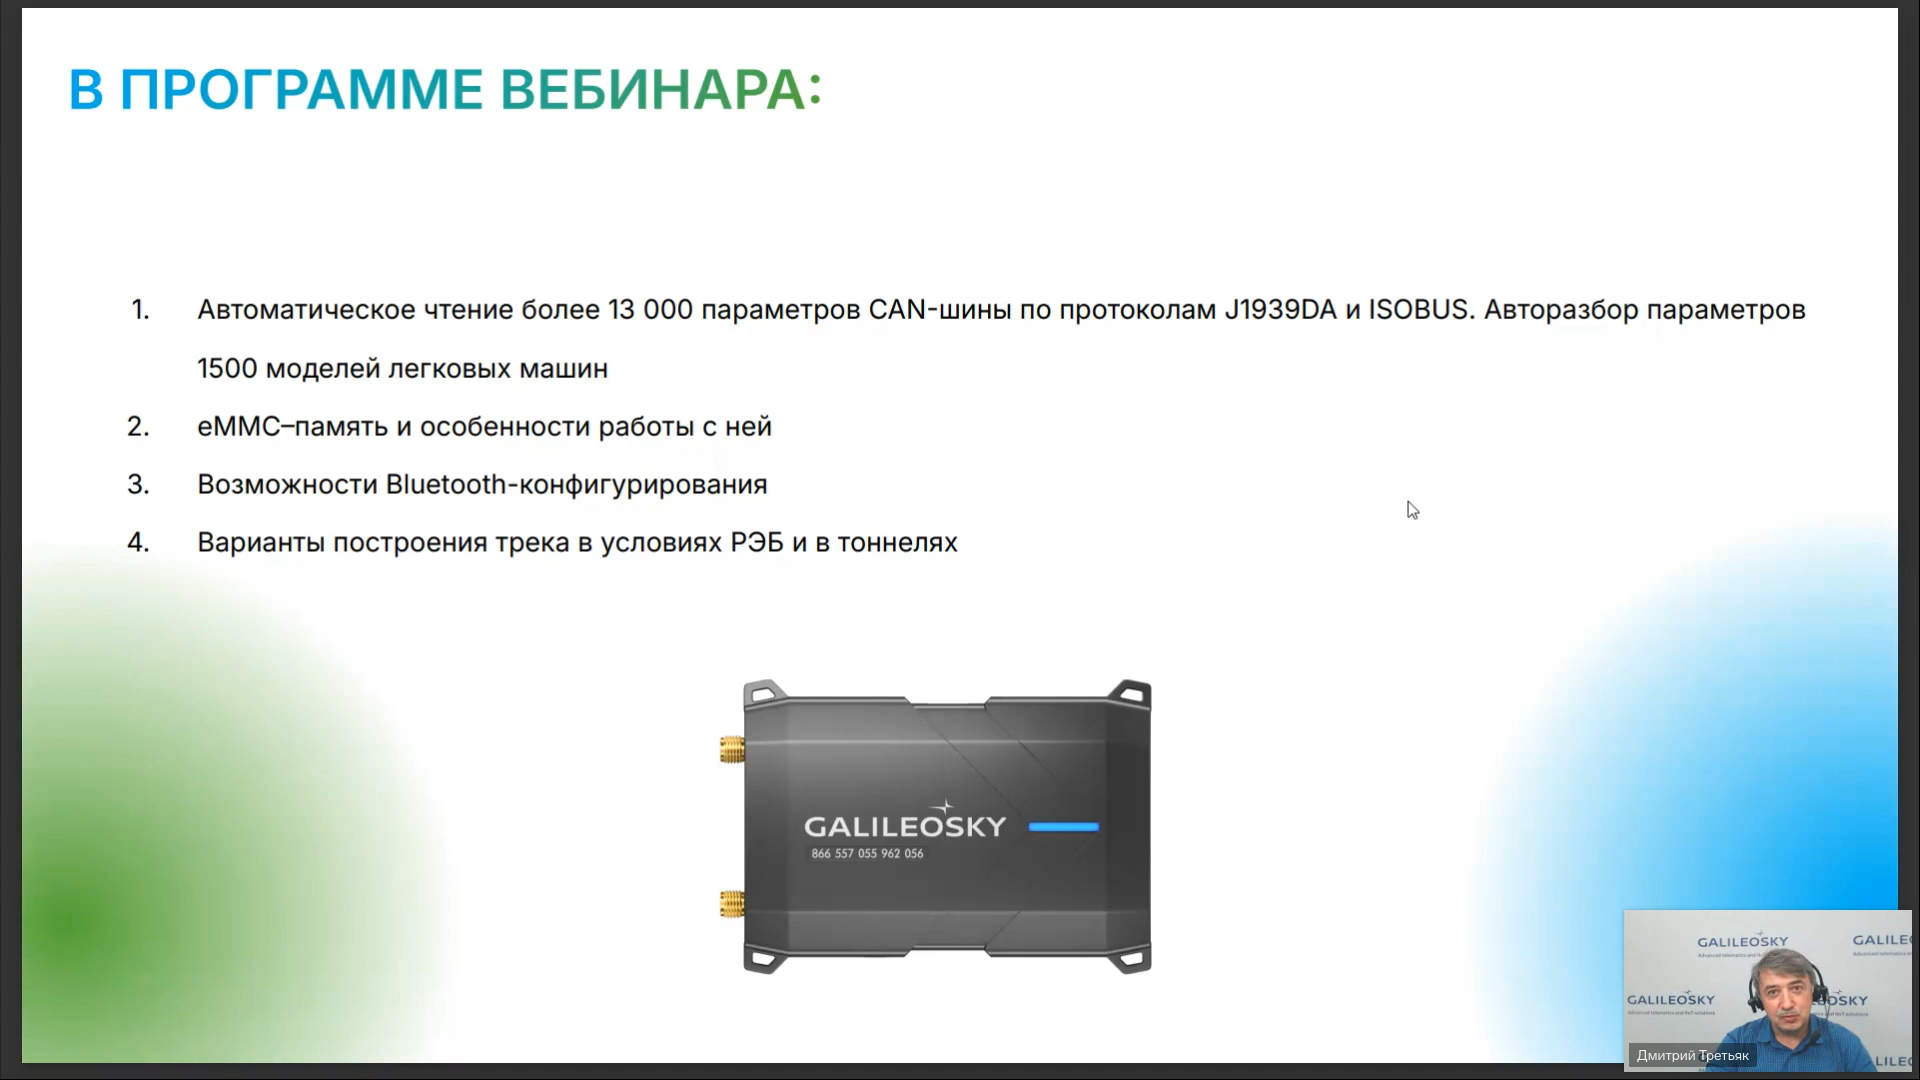 В ПРОГРАММЕ ВЕБИНАРА:
1. Автоматическое чтение более 13 000 параметров CAN-шины по протоколам J1939DA и ISOBUS. Авторазбор параметров
1500 моделей легковых машин
2. eMMC–память и особенности работы с ней
3. Возможности Bluetooth-конфигурирования
4. Варианты построения трека в условиях РЭБ и в тоннелях
GALILEOSKY
866 557 055 962 056
GALILEOSKY
GALILE
GALILEOSKY
OSKY
Дмитрий Третьяк